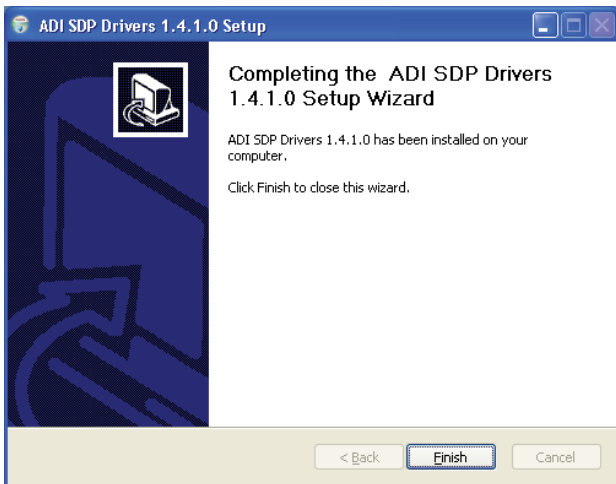 ADI SDP Drivers 1.4.1.0 Setup
Completing the ADI SDP Drivers
1.4.1.0 Setup Wizard
ADI SDP Drivers 1.4.1.0 has been installed on your
computer.
Click Finish to close this wizard.
< Back
Finish
Cancel